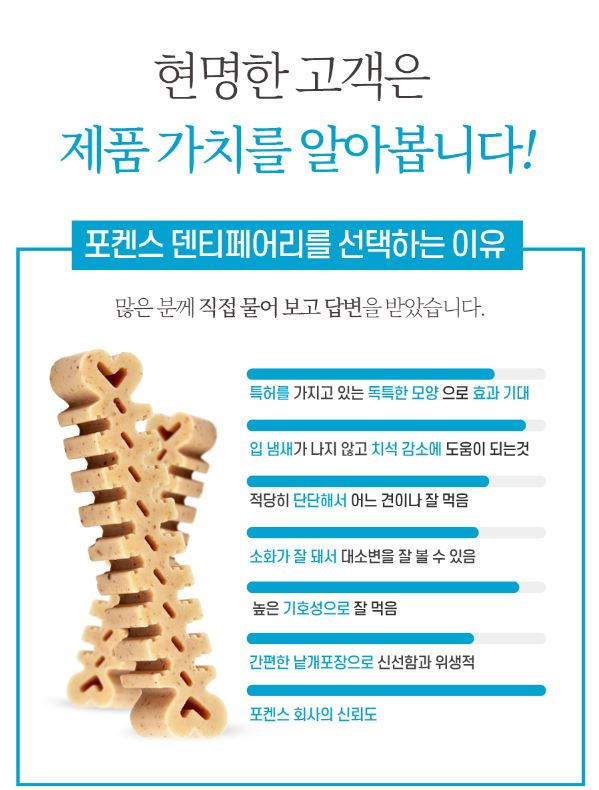 현명한 고객은
제품 가치를 알아봅니다!
포켄스 덴티페어리를 선택하는 이유
많은 분께 직접 물어 보고 답변을 받았습니다.
특허를 가지고 있는 독특한 모양 으로 효과 기대
입 냄새가 나지 않고 치석 감소에 도움이 되는것
적당히 단단해서 어느 견이나 잘 먹음
소화가 잘 돼서 대소변을 잘 볼 수 있음
높은 기호성으로 잘 먹음
간편한 낱개포장으로 신선함과 위생적
포켄스 회사의 신뢰도